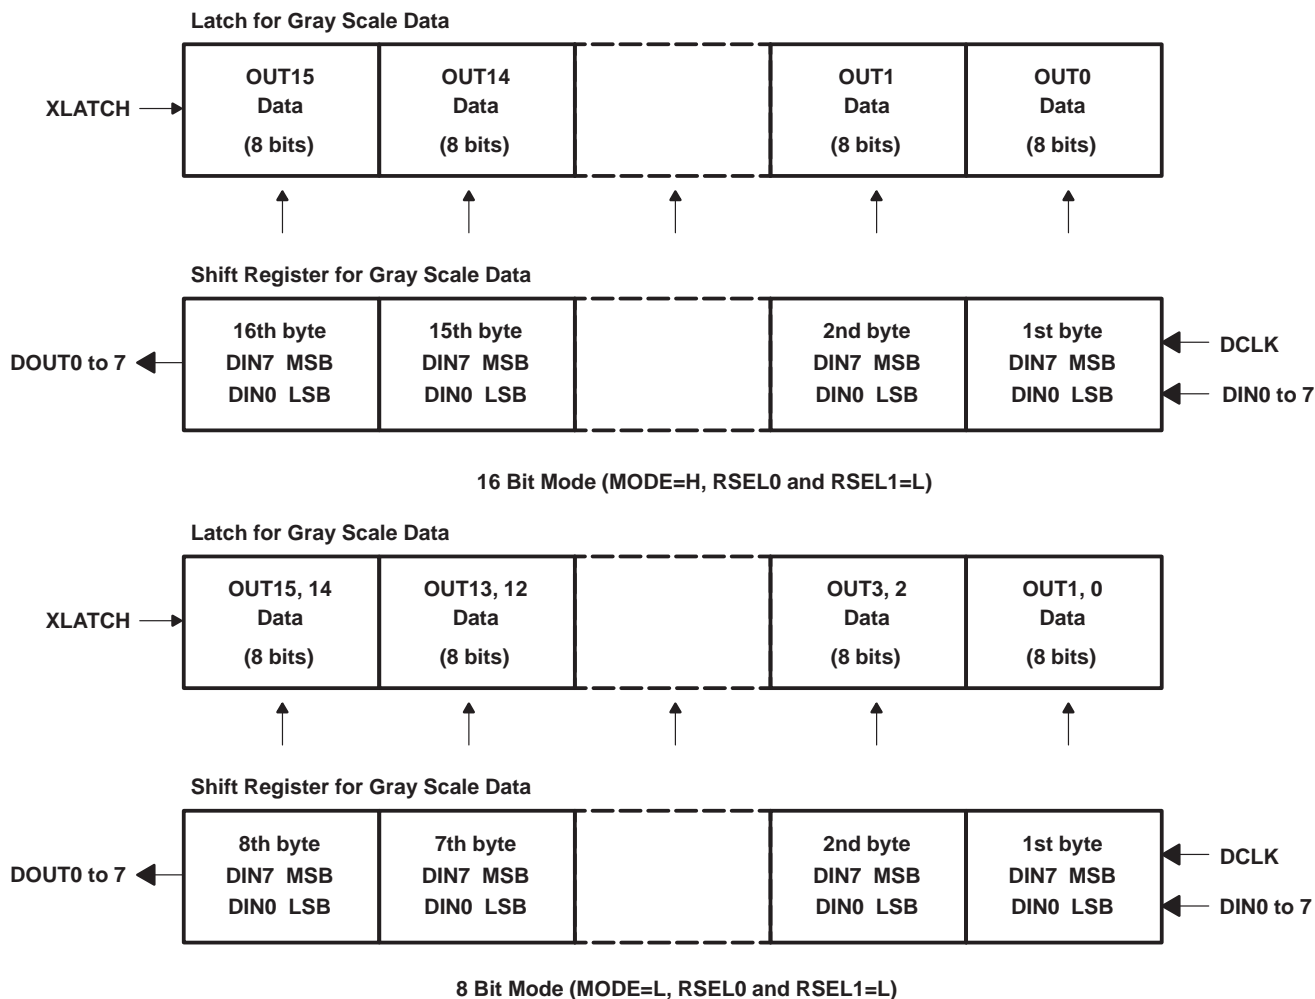 Latch for Gray Scale Data
OUT15 OUT14 OUT1 OUT0
Data Data Data Data
XLATCH
(8 bits) (8 bits) (8 bits) (8 bits)
Shift Register for Gray Scale Data
16th byte 15th byte 2nd byte 1st byte
DCLK
DOUT0 to 7 DIN7 MSB DIN7 MSB DIN7 MSB DIN7 MSB
DIN0 LSB DIN0 LSB DIN0 LSB DIN0 LSB DIN0 to 7
16 Bit Mode (MODE=H, RSEL0 and RSEL1=L)
Latch for Gray Scale Data
OUT15, 14 OUT13, 12 OUT3, 2 OUT1, 0
XLATCH Data Data Data Data
(8 bits) (8 bits) (8 bits) (8 bits)
Shift Register for Gray Scale Data
8th byte 7th byte 2nd byte 1st byte
DCLK
DOUT0 to 7 DIN7 MSB DIN7 MSB DIN7 MSB DIN7 MSB
DIN0 LSB DIN0 LSB DIN0 LSB DIN0 LSB DIN0 to 7
8 Bit Mode (MODE=L, RSEL0 and RSEL1=L)